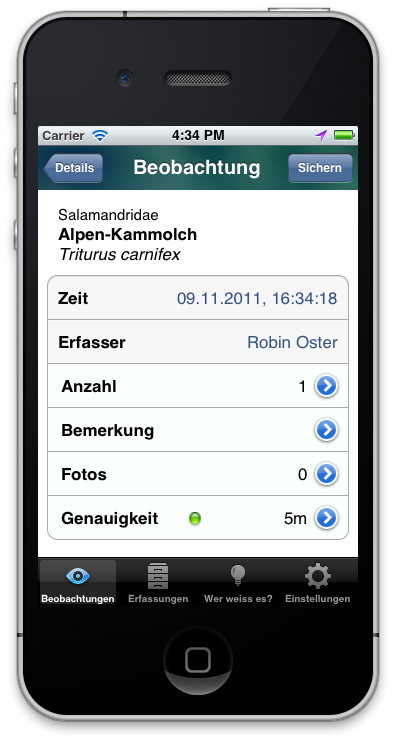 Carrier 4:34 PM
Details Beobachtung Sichern
Salamandridae
Alpen-Kammolch
Triturus carnifex
Zeit 09.11.2011, 16:34:18
Erfasser Robin Oster
Anzahl 1
Bemerkung
Fotos 0
Genauigkeit 5m
Beobachtungen Erfassungen Wer weiss es? Einstellungen